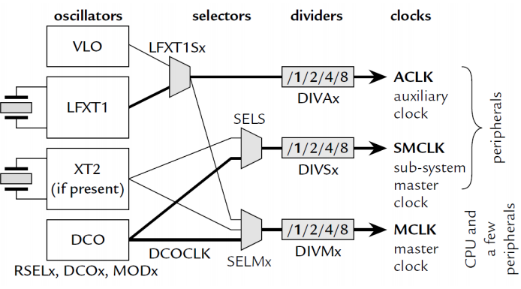 oscillators
selectors
dividers
clocks
VLO
LFXT1Sx
LFXT1
/1/2/4/8
DIVAx
ACLK
auxiliary
clock
XT2
(if present)
SELS
/1/2/4/8
DIVSx
SMCLK
sub-system
master
clock
peripherals
DCO
RSELx, DCOx, MODx
DCOCLK
SELMx
/1/2/4/8
DIVMx
MCLK
master
clock
CPU and
a few
peripherals